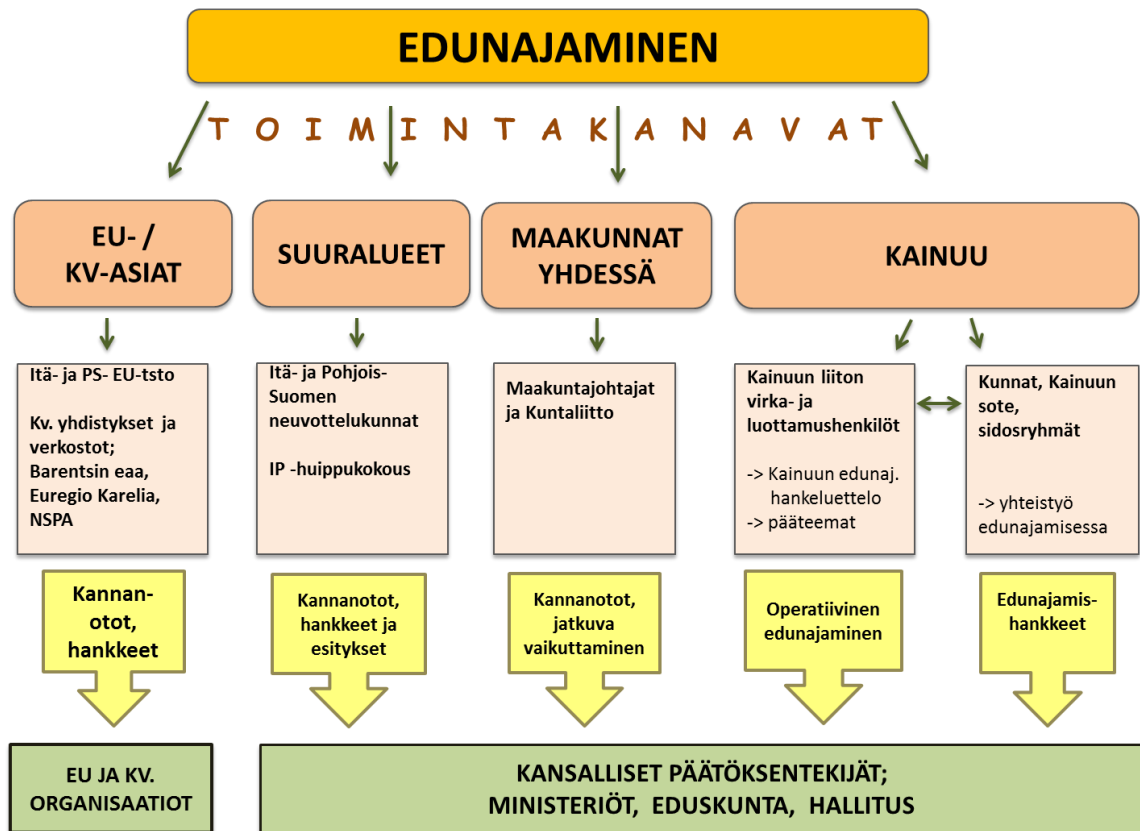 EDUNAJAMINEN
TOIMINTAKANAVAT
EU- /
KV-ASIAT
SUURALUEET
MAAKUNNAT
YHDESSÄ
KAINUU
Itä- ja PS- EU-tsto
Kv. yhdistykset ja
verkostot;
Barentsin eaa,
Euregio Karelia,
NSPA
Itä- ja Pohjois-
Suomen
neuvottelukunnat
IP -huippukokous
Maakuntajohtajat
ja Kuntaliitto
Kainuun liiton
virka- ja
luottamushenkilöt
-> Kainuun edunaj.
hankeluettelo
-> pääteemat
Kunnat, Kainuun
sote,
sidosryhmät
-> yhteistyö
edunajamisessa
Kannan-
otot,
hankkeet
Kannanotot,
hankkeet ja
esitykset
Kannanotot,
jatkuva
vaikuttaminen
Operatiivinen
edunajaminen
Edunajamis-
hankkeet
EU JA KV.
ORGANISAATIOT
KANSALLISET PÄÄTÖKSENTEKIJÄT;
MINISTERIÖT, EDUSKUNTA, HALLITUS